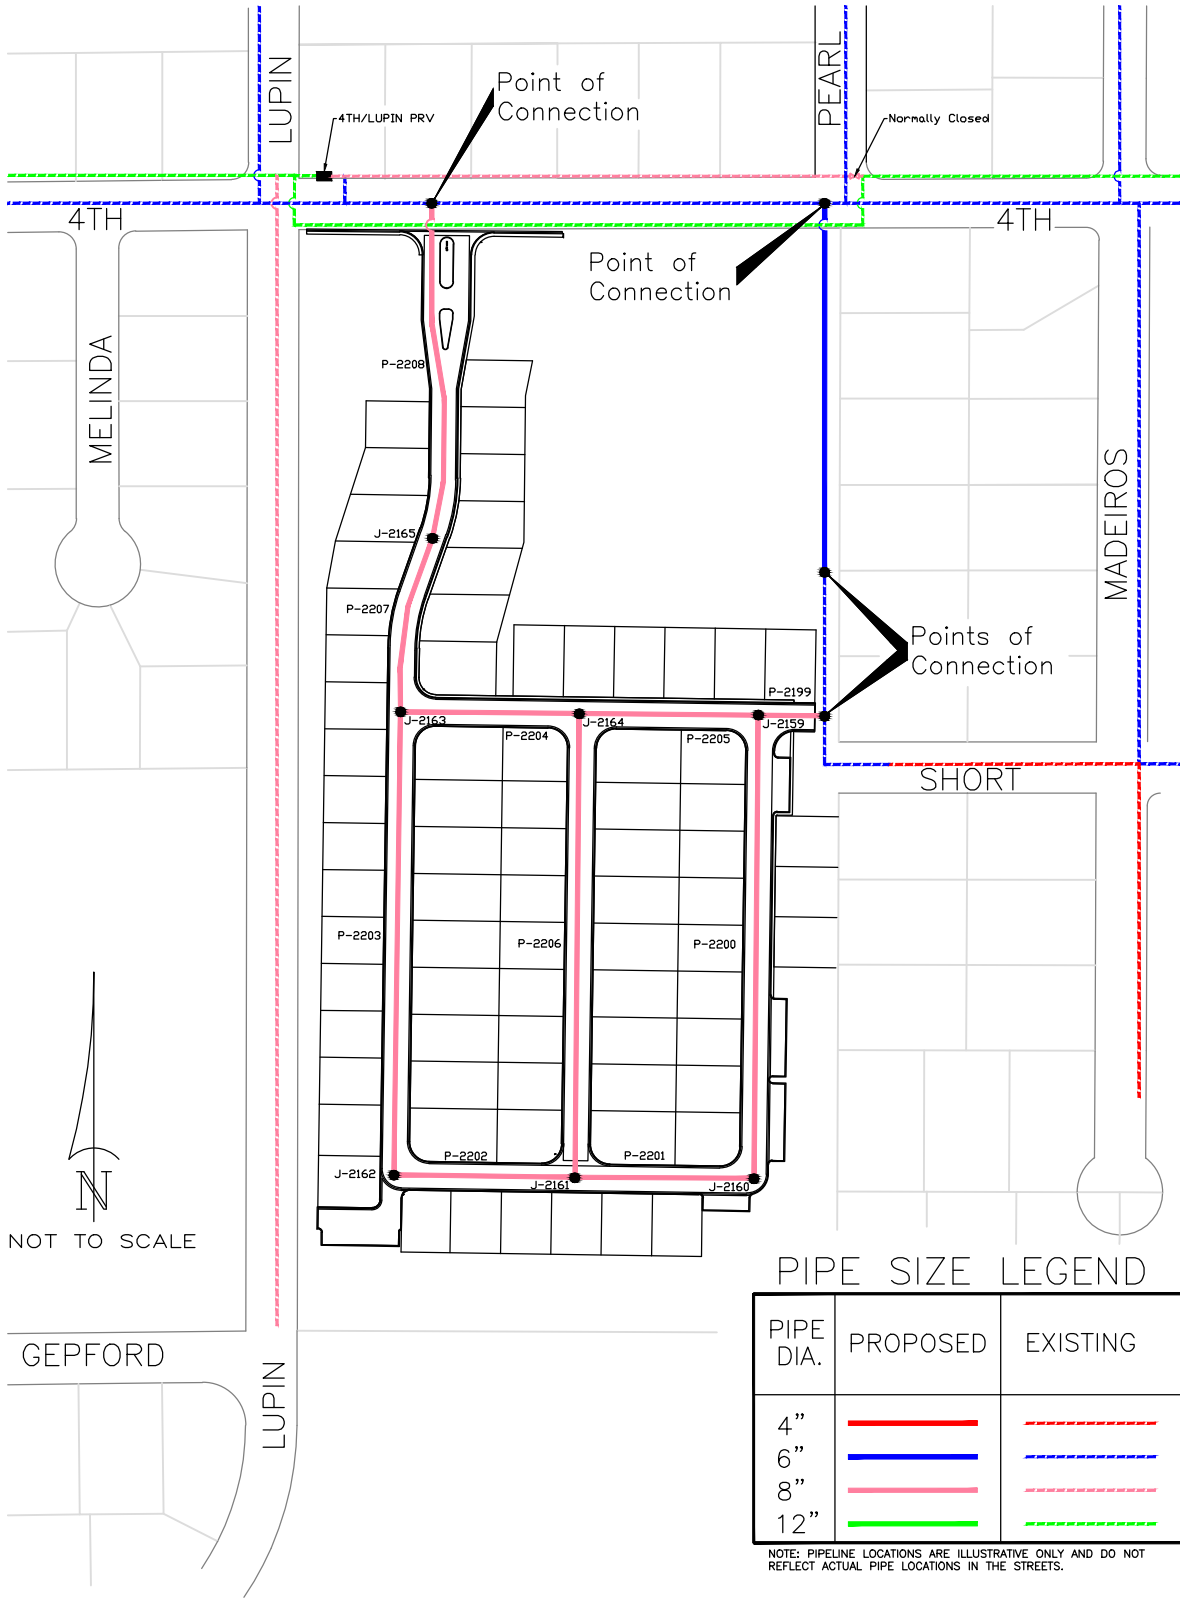 LUPIN
PEARL
Point of
Connection
4TH/LUPIN PRV
Normally Closed
4TH
4TH
Point of
Connection
MELINDA
P-2208
MADEIROS
J-2165
P-2207
Points of
Connection
P-2199
J-2163
J-2164
J-2159
P-2204
P-2205
SHORT
P-2203
P-2206
P-2200
P-2202
P-2201
J-2162
J-2161
J-2160
N
NOT TO SCALE
GEPFORD
LUPIN
PIPE SIZE LEGEND
PIPE
DIA.
PROPOSED
EXISTING
4"
6"
8"
12"
NOTE: PIPELINE LOCATIONS ARE ILLUSTRATIVE ONLY AND DO NOT
REFLECT ACTUAL PIPE LOCATIONS IN THE STREETS.